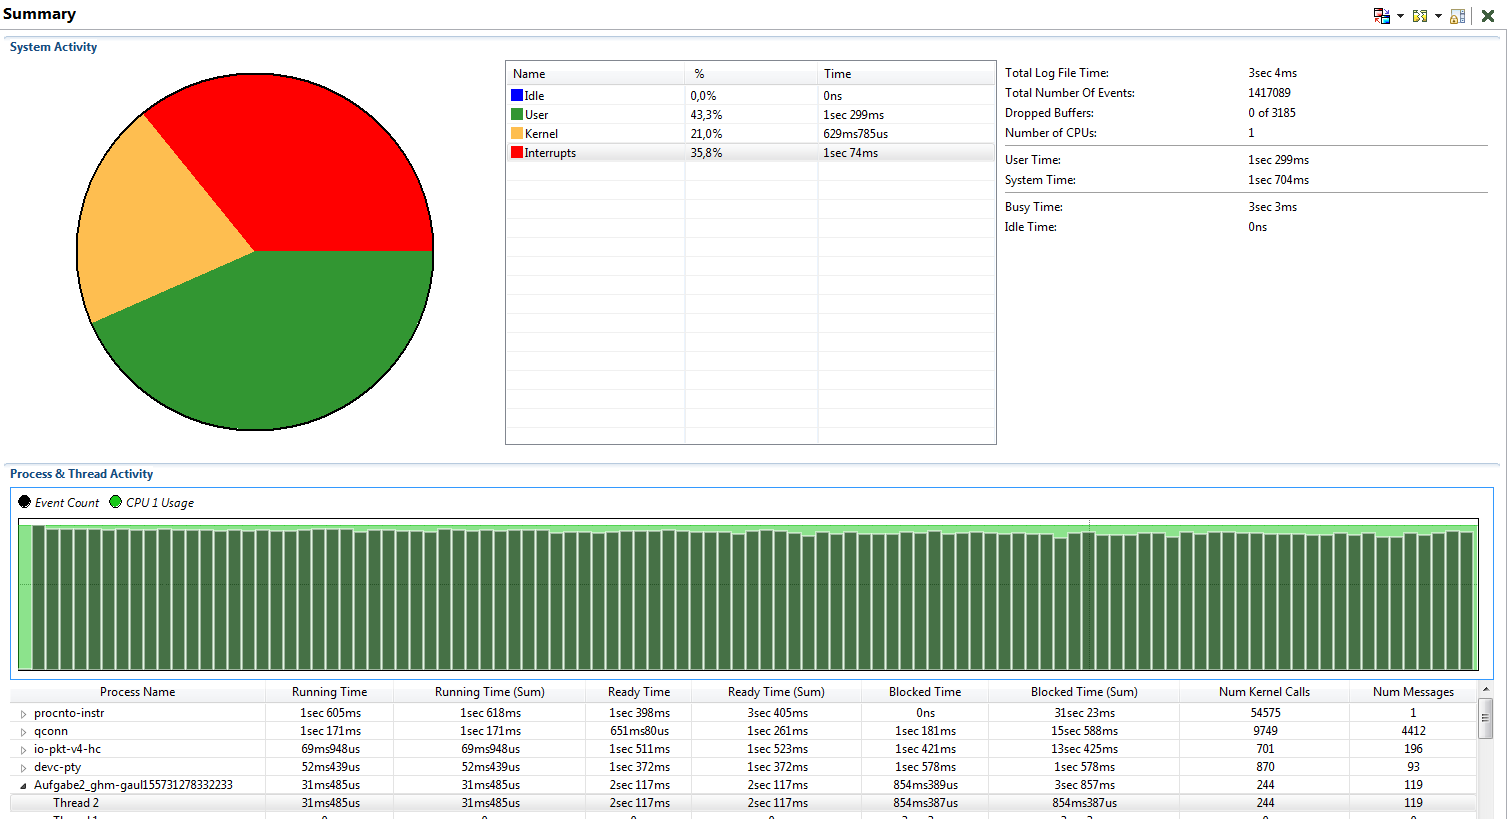 Summary
System Activity
Name % Time
Idle 0,0% 0ns
User 43,3% 1sec 299ms
Kernel 21,0% 629ms785us
Interrupts 35,8% 1sec 74ms
Total Log File Time: 3sec 4ms
Total Number Of Events: 1417089
Dropped Buffers: 0 of 3185
Number of CPUs: 1
User Time: 1sec 299ms
System Time: 1sec 704ms
Busy Time: 3sec 3ms
Idle Time: 0ns
Process & Thread Activity
Event Count CPU 1 Usage
Process Name Running Time Running Time (Sum) Ready Time Ready Time (Sum) Blocked Time Blocked Time (Sum) Num Kernel Calls Num Messages
procnto-instr 1sec 605ms 1sec 618ms 1sec 398ms 3sec 405ms 0ns 31sec 23ms 54575 1
qconn 1sec 171ms 1sec 171ms 651ms80us 1sec 261ms 1sec 181ms 15sec 588ms 9749 4412
io-pkt-v4-hc 69ms948us 69ms948us 1sec 511ms 1sec 523ms 1sec 421ms 13sec 425ms 701 196
devc-pty 52ms439us 52ms439us 1sec 372ms 1sec 372ms 1sec 578ms 1sec 578ms 870 93
Aufgabe2_ghm-gaul155731278332233 31ms485us 31ms485us 2sec 117ms 2sec 117ms 854ms389us 3sec 857ms 244 119
Thread 2 31ms485us 31ms485us 2sec 117ms 2sec 117ms 854ms387us 854ms387us 244 119